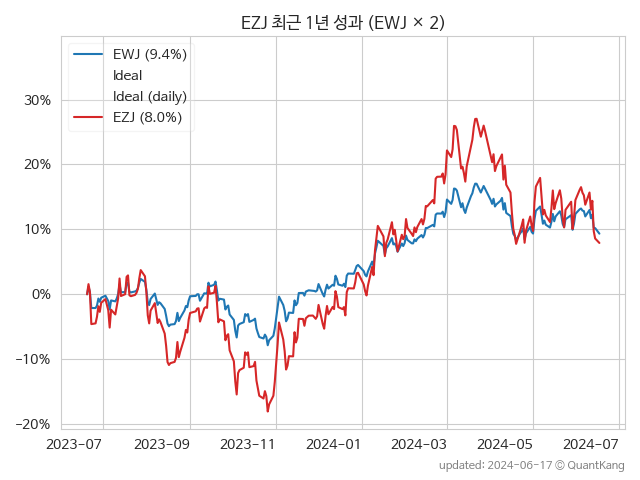 EZJ 최근 1년 성과 (EWJ × 2)
EWJ (9.4%)
Ideal
Ideal (daily)
EZJ (8.0%)
30%
20%
10%
0%
−10%
−20%
2023-07 2023-09 2023-11 2024-01 2024-03 2024-05 2024-07
updated: 2024-06-17 © QuantKang